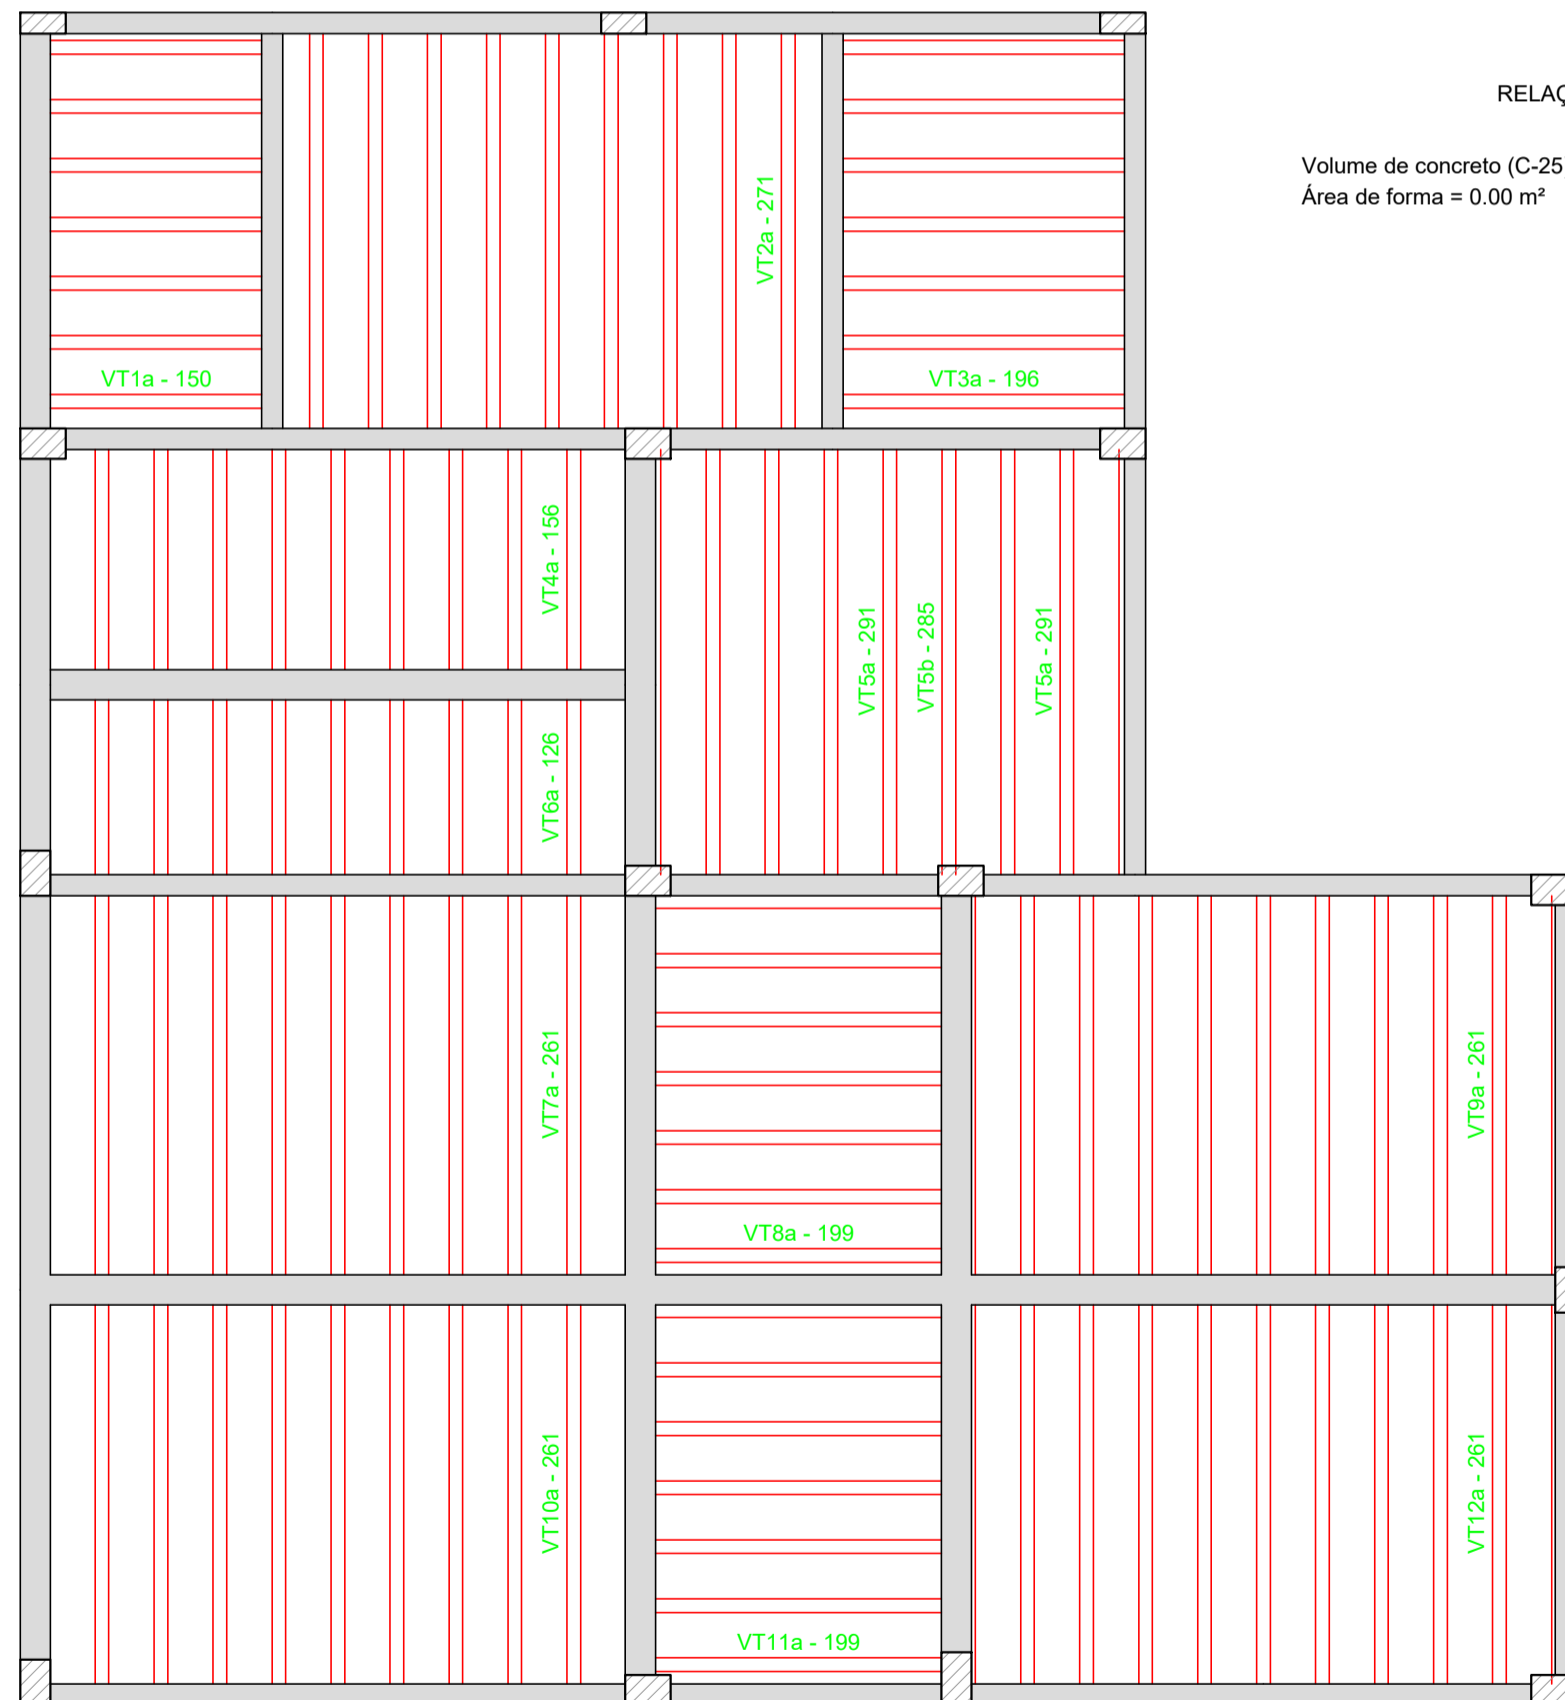 RELAÇ
Volume de concreto (C-25
Área de forma = 0.00 m²
VT2a - 271
VT1a - 150
VT3a - 196
VT4a - 156
VT5a - 291
VT5b - 285
VT5a - 291
VT6a - 126
VT7a - 261
VT9a - 261
VT8a - 199
VT10a - 261
VT12a - 261
VT11a - 199